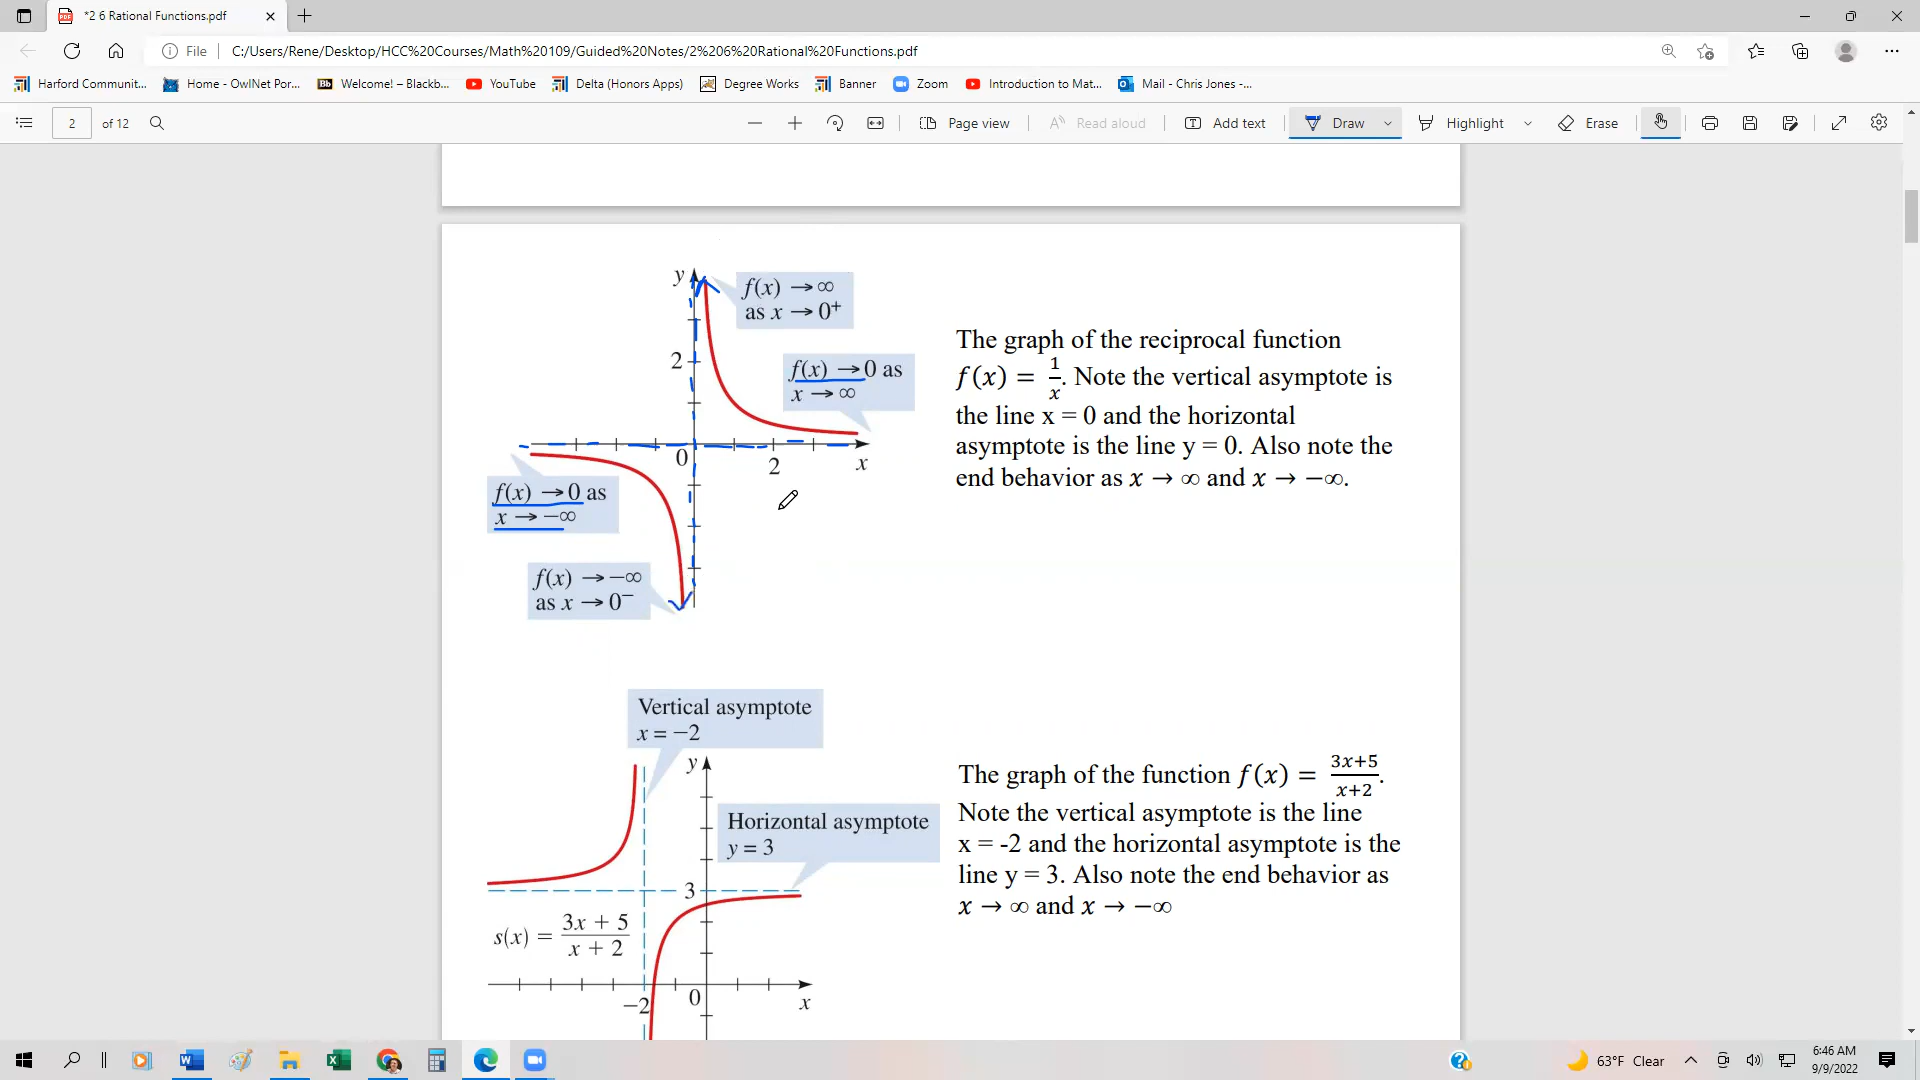 *2 6 Rational Functions.pdf
File C:/Users/Rene/Desktop/HCC%20Courses/Math%20109/Guided%20Notes/2%206%20Rational%20Functions.pdf
Harford Communit... Home - OwlNet Por... Bb Welcome! – Blackb... YouTube Delta (Honors Apps) Degree Works Banner Zoom Introduction to Mat... Mail - Chris Jones -...
2 of 12 Page view Read aloud Add text Draw Highlight Erase
y
f(x) → ∞
as x → 0⁺
2
f(x) → 0 as
x → ∞
0
2
x
f(x) → 0 as
x → −∞
f(x) → −∞
as x → 0⁻
The graph of the reciprocal function
f(x) = 1/x. Note the vertical asymptote is
the line x = 0 and the horizontal
asymptote is the line y = 0. Also note the
end behavior as x → ∞ and x → −∞.
Vertical asymptote
x = −2
y
Horizontal asymptote
y = 3
3
s(x) = 3x + 5 / x + 2
−2
0
x
The graph of the function f(x) = 3x+5/x+2.
Note the vertical asymptote is the line
x = -2 and the horizontal asymptote is the
line y = 3. Also note the end behavior as
x → ∞ and x → −∞
63°F Clear
6:46 AM
9/9/2022